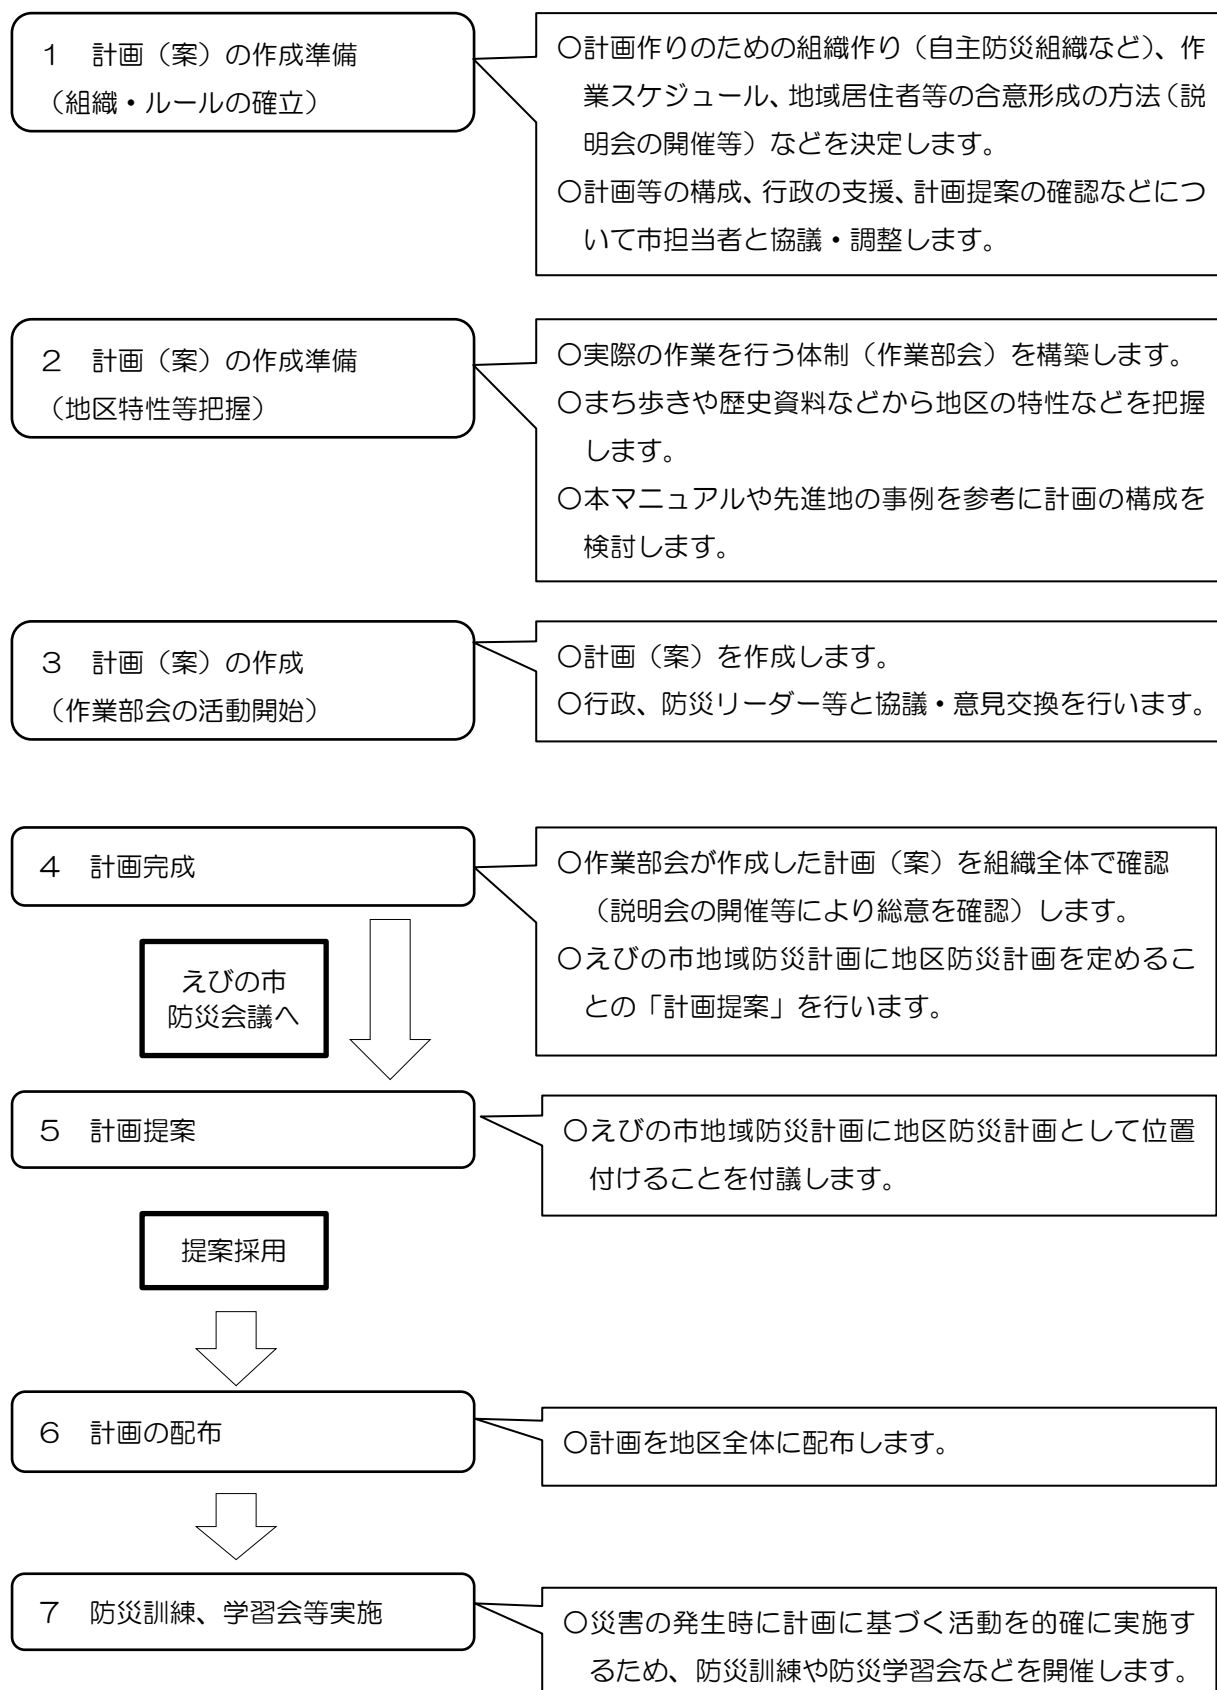 １　計画（案）の作成準備
（組織・ルールの確立）
〇計画作りのための組織作り（自主防災組織など）、作
業スケジュール、地域居住者等の合意形成の方法（説
明会の開催等）などを決定します。
〇計画等の構成、行政の支援、計画提案の確認などにつ
いて市担当者と協議・調整します。
２　計画（案）の作成準備
（地区特性等把握）
〇実際の作業を行う体制（作業部会）を構築します。
〇まち歩きや歴史資料などから地区の特性などを把握
します。
〇本マニュアルや先進地の事例を参考に計画の構成を
検討します。
３　計画（案）の作成
（作業部会の活動開始）
〇計画（案）を作成します。
〇行政、防災リーダー等と協議・意見交換を行います。
４　計画完成
〇作業部会が作成した計画（案）を組織全体で確認
（説明会の開催等により総意を確認）します。
〇えびの市地域防災計画に地区防災計画を定めるこ
との「計画提案」を行います。
えびの市
防災会議へ
５　計画提案
〇えびの市地域防災計画に地区防災計画として位置
付けることを付議します。
提案採用
６　計画の配布
〇計画を地区全体に配布します。
７　防災訓練、学習会等実施
〇災害の発生時に計画に基づく活動を的確に実施す
るため、防災訓練や防災学習会などを開催します。